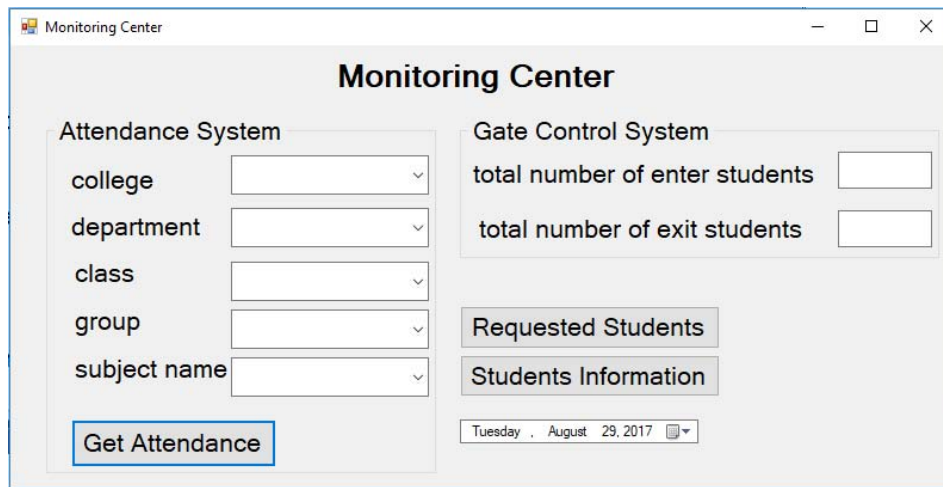 Monitoring Center
Monitoring Center
Attendance System
college
department
class
group
subject name
Get Attendance
Gate Control System
total number of enter students
total number of exit students
Requested Students
Students Information
Tuesday , August 29, 2017